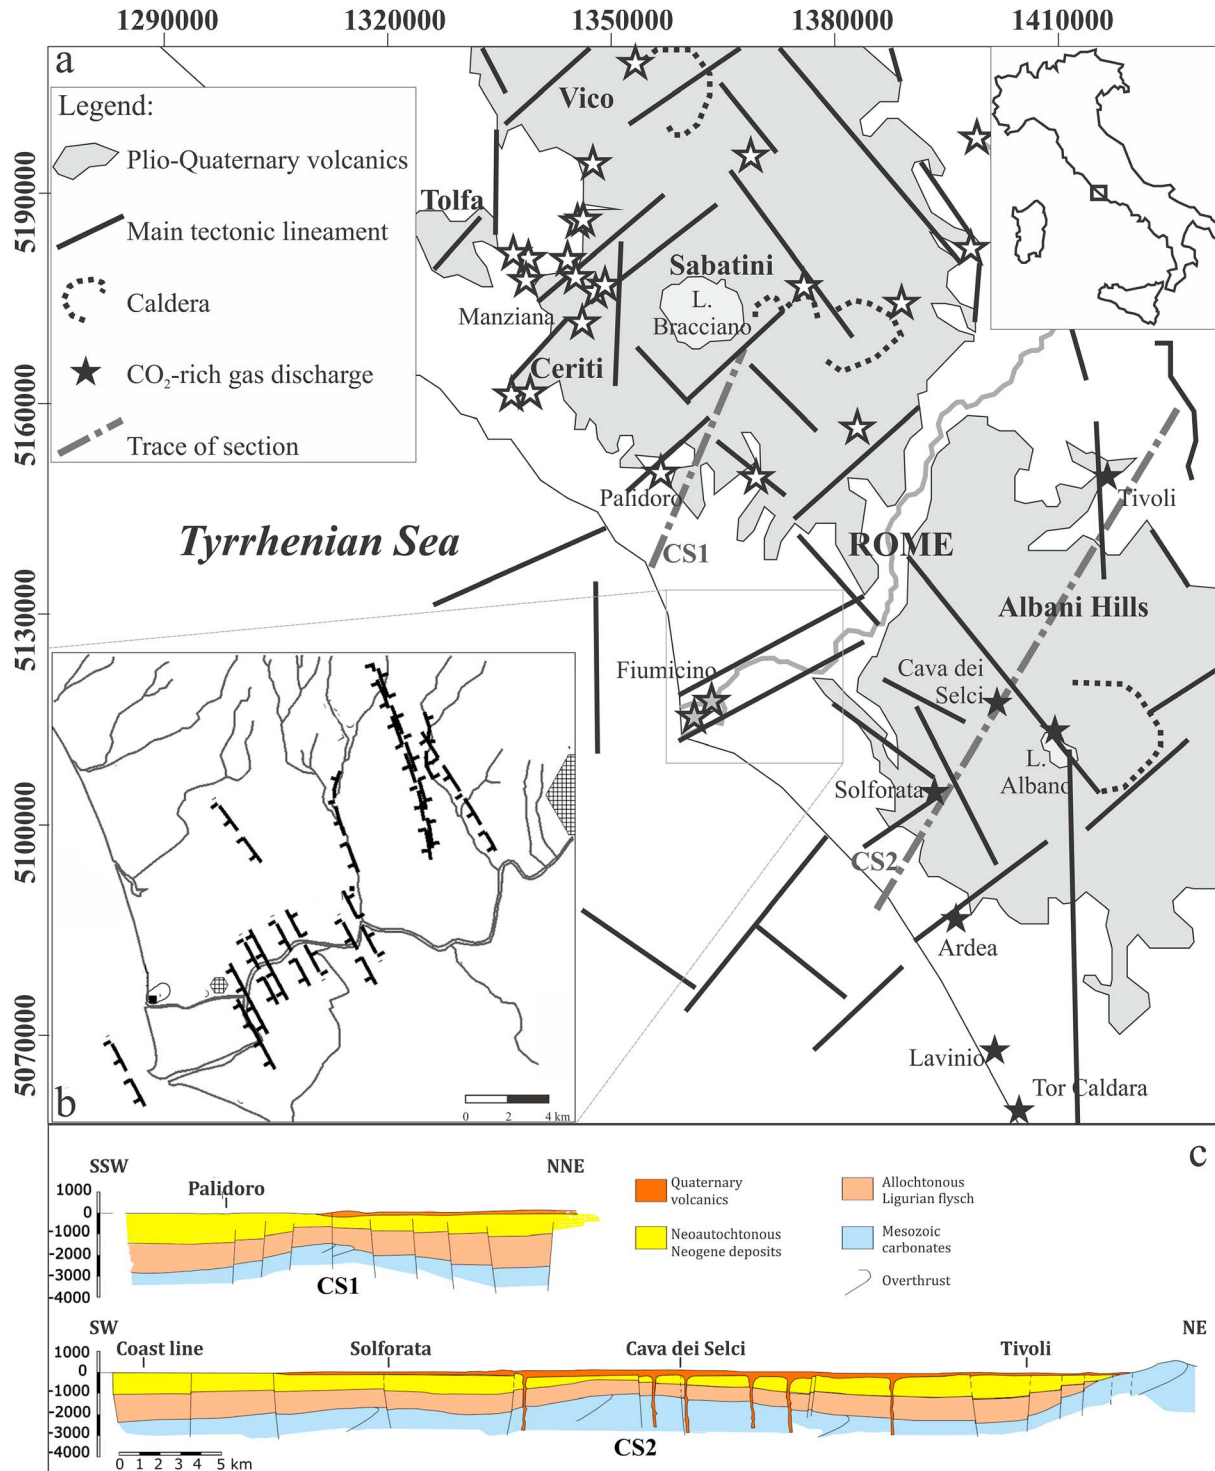 1290000 1320000 1350000 1380000 1410000
a
Legend:
Plio-Quaternary volcanics
Main tectonic lineament
Caldera
CO₂-rich gas discharge
Trace of section
5190000
5160000
5130000
5100000
5070000
Vico
Tolfa
Sabatini
L.
Bracciano
Manziana
Ceriti
Palidoro
CS1
Tyrrhenian Sea
ROME
Tivoli
Albani Hills
Fiumicino
Cava dei
Selci
L.
Albano
Solforata
CS2
Ardea
Lavinio
Tor Caldara
b
0 2 4 km
c
SSW NNE
Palidoro
1000
0
-1000
-2000
-3000
-4000
CS1
Quaternary
volcanics
Neoautochtonous
Neogene deposits
Allochtonous
Ligurian flysch
Mesozoic
carbonates
Overthrust
SW NE
Coast line Solforata Cava dei Selci Tivoli
1000
0
-1000
-2000
-3000
-4000
0 1 2 3 4 5 km
CS2